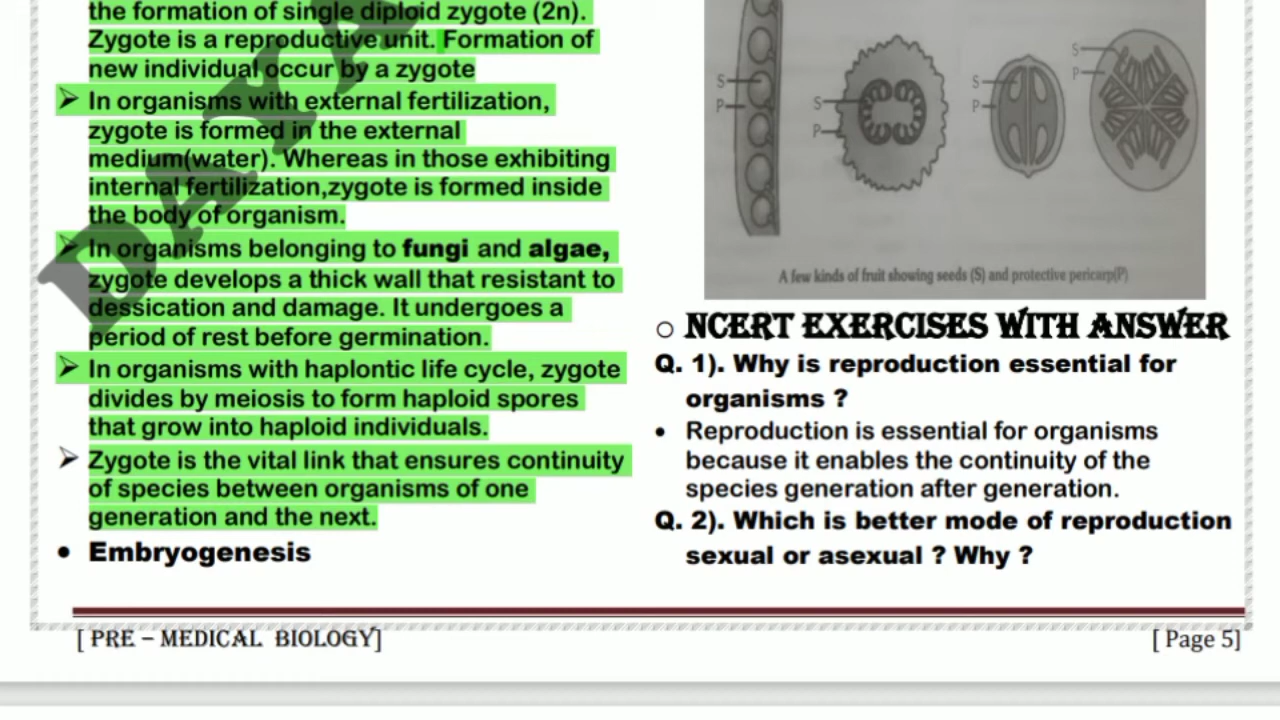 the formation of single diploid zygote (2n).
Zygote is a reproductive unit. Formation of
new individual occur by a zygote
➢ In organisms with external fertilization,
zygote is formed in the external
medium(water). Whereas in those exhibiting
internal fertilization,zygote is formed inside
the body of organism.
➢ In organisms belonging to fungi and algae,
zygote develops a thick wall that resistant to
dessication and damage. It undergoes a
period of rest before germination.
➢ In organisms with haplontic life cycle, zygote
divides by meiosis to form haploid spores
that grow into haploid individuals.
➢ Zygote is the vital link that ensures continuity
of species between organisms of one
generation and the next.
• Embryogenesis
S
P
S
P
S
P
S
P
A few kinds of fruit showing seeds (S) and protective pericarp(P)
○ NCERT EXERCISES WITH ANSWER
Q. 1). Why is reproduction essential for
organisms ?
• Reproduction is essential for organisms
because it enables the continuity of the
species generation after generation.
Q. 2). Which is better mode of reproduction
sexual or asexual ? Why ?
[ PRE – MEDICAL BIOLOGY]
[ Page 5]
DAYA